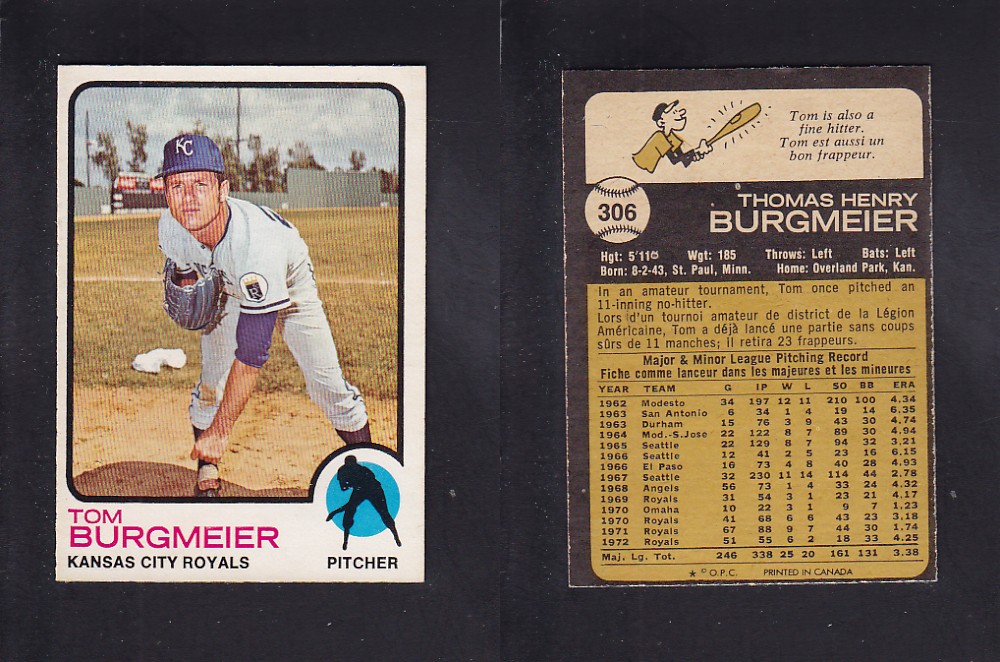 KC
R
TOM
BURGMEIER
KANSAS CITY ROYALS
PITCHER
Tom is also a
fine hitter.
Tom est aussi un
bon frappeur.
306
THOMAS HENRY
BURGMEIER
Hgt: 5'11 Wgt: 185 Throws: Left Bats: Left
Born: 8-2-43, St. Paul, Minn. Home: Overland Park, Kan.
In an amateur tournament, Tom once pitched an
11-inning no-hitter.
Lors d'un tournoi amateur de district de la Légion
Américaine, Tom a déjà lancé une partie sans coups
sûrs de 11 manches; il retira 23 frappeurs.
Major & Minor League Pitching Record
Fiche comme lanceur dans les majeures et les mineures
YEAR TEAM G IP W L SO BB ERA
1962 Modesto 34 197 12 11 210 100 4.34
1963 San Antonio 6 34 1 4 19 14 6.35
1963 Durham 15 76 3 9 43 30 4.74
1964 Mod.-S.Jose 22 122 8 7 89 30 4.94
1965 Seattle 22 129 8 7 94 32 3.21
1966 Seattle 12 41 2 5 23 16 6.15
1966 El Paso 16 73 4 8 40 28 4.93
1967 Seattle 32 230 11 14 114 44 2.78
1968 Angels 56 73 1 4 33 24 4.32
1969 Royals 31 54 3 1 23 21 4.17
1970 Omaha 10 22 3 1 9 7 1.23
1970 Royals 41 68 6 6 43 23 3.18
1971 Royals 67 88 9 7 44 30 1.74
1972 Royals 51 55 6 2 18 33 4.25
Maj. Lg. Tot. 246 338 25 20 161 131 3.38
★ © O.P.C. PRINTED IN CANADA